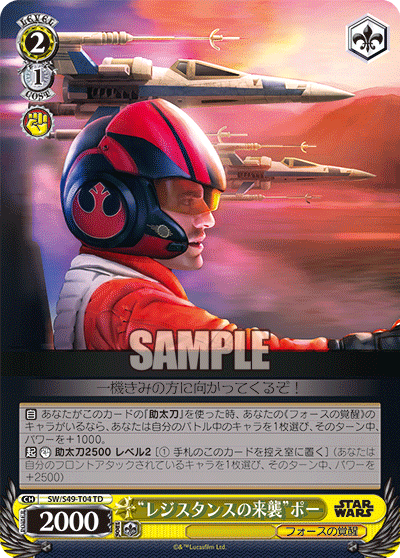 LEVEL
2
1
COST
SAMPLE
一機きみの方に向かってくるぞ！
自 あなたがこのカードの「助太刀」を使った時、あなたの《フォースの覚醒》の
キャラがいるなら、あなたは自分のバトル中のキャラを1枚選び、そのターン中、
パワーを＋1000。
起 助太刀2500 レベル2 ［① 手札のこのカードを控え室に置く］ (あなたは
自分のフロントアタックされているキャラを1枚選び、そのターン中、パワーを
＋2500)
CH SW/S49-T04 TD
2000
“レジスタンスの来襲”ポー
STAR WARS
フォースの覚醒
©&™Lucasfilm Ltd.